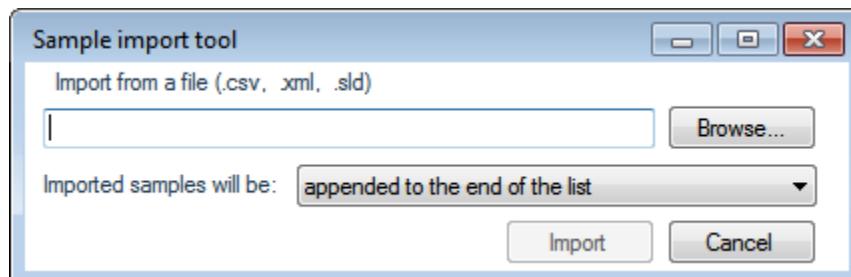 Sample import tool
Import from a file (.csv, .xml, .sld)
Browse...
Imported samples will be: appended to the end of the list
Import Cancel